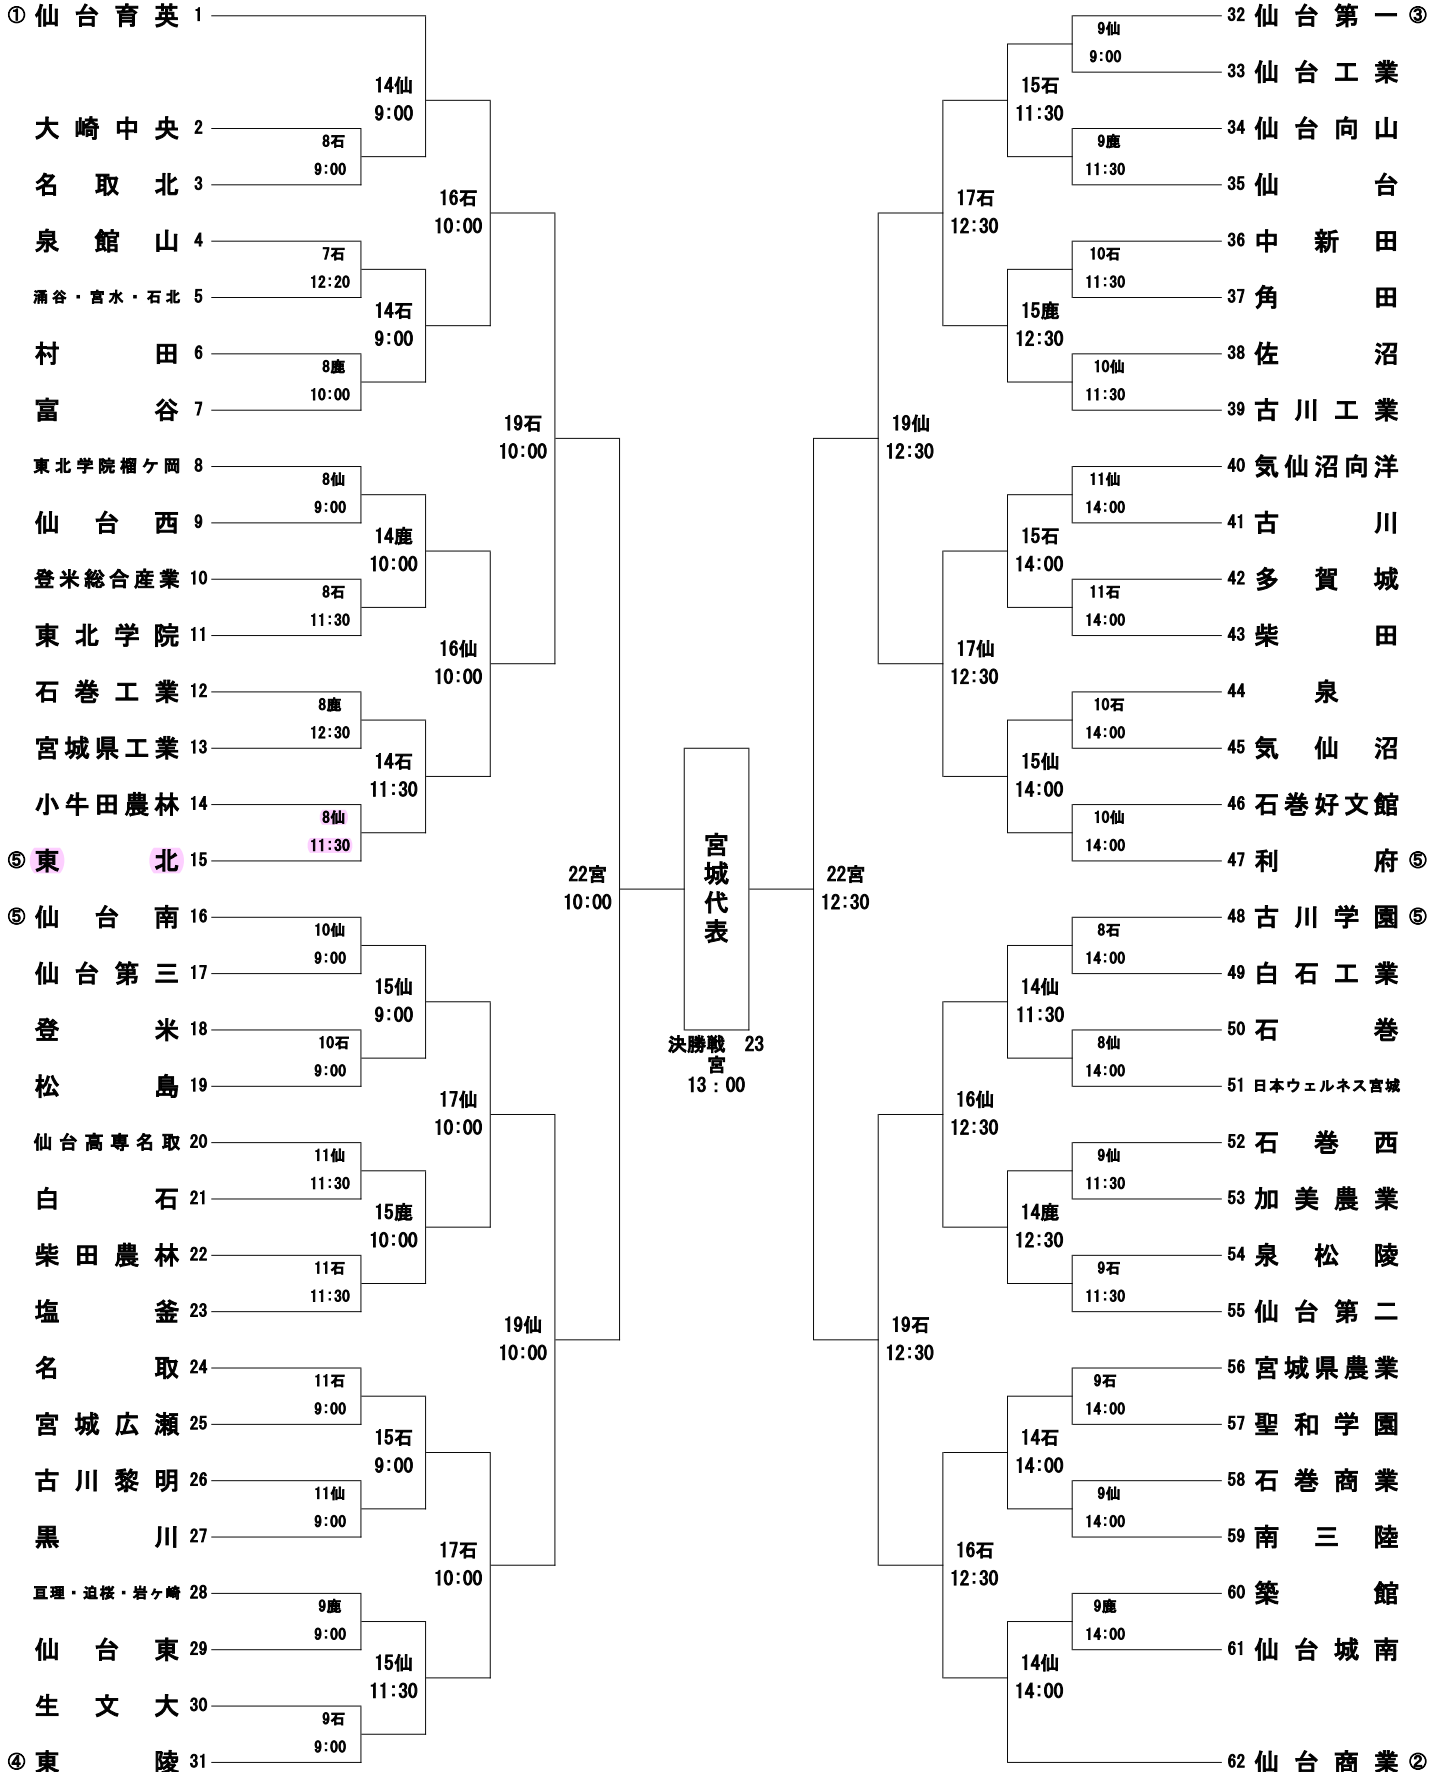 ① 仙台育英 1
14仙
9:00
大崎中央 2
8石
9:00
名取北 3
16石
10:00
泉館山 4
7石
12:20
涌谷・宮水・石北 5
14石
9:00
村田 6
8鹿
10:00
富谷 7
19石
10:00
東北学院榴ケ岡 8
8仙
9:00
仙台西 9
14鹿
10:00
登米総合産業 10
8石
11:30
東北学院 11
16仙
10:00
石巻工業 12
8鹿
12:30
宮城県工業 13
14石
11:30
小牛田農林 14
8仙
11:30
⑤ 東北 15
22宮
10:00
⑤ 仙台南 16
10仙
9:00
仙台第三 17
15仙
9:00
登米 18
10石
9:00
松島 19
17仙
10:00
仙台高専名取 20
11仙
11:30
白石 21
15鹿
10:00
柴田農林 22
11石
11:30
塩釜 23
19仙
10:00
名取 24
11石
9:00
宮城広瀬 25
15石
9:00
古川黎明 26
11仙
9:00
黒川 27
17石
10:00
亘理・迫桜・岩ヶ崎 28
9鹿
9:00
仙台東 29
15仙
11:30
生文大 30
9石
9:00
④ 東陵 31
宮城代表
決勝戦 23
宮
13：00
32 仙台第一 ③
9仙
9:00
33 仙台工業
15石
11:30
34 仙台向山
9鹿
11:30
35 仙台
17石
12:30
36 中新田
10石
11:30
37 角田
15鹿
12:30
38 佐沼
10仙
11:30
39 古川工業
19仙
12:30
40 気仙沼向洋
11仙
14:00
41 古川
15石
14:00
42 多賀城
11石
14:00
43 柴田
17仙
12:30
44 泉
10石
14:00
45 気仙沼
15仙
14:00
46 石巻好文館
10仙
14:00
47 利府 ⑤
22宮
12:30
48 古川学園 ⑤
8石
14:00
49 白石工業
14仙
11:30
50 石巻
8仙
14:00
51 日本ウェルネス宮城
16仙
12:30
52 石巻西
9仙
11:30
53 加美農業
14鹿
12:30
54 泉松陵
9石
11:30
55 仙台第二
19石
12:30
56 宮城県農業
9石
14:00
57 聖和学園
14石
14:00
58 石巻商業
9仙
14:00
59 南三陸
16石
12:30
60 築館
9鹿
14:00
61 仙台城南
14仙
14:00
62 仙台商業 ②